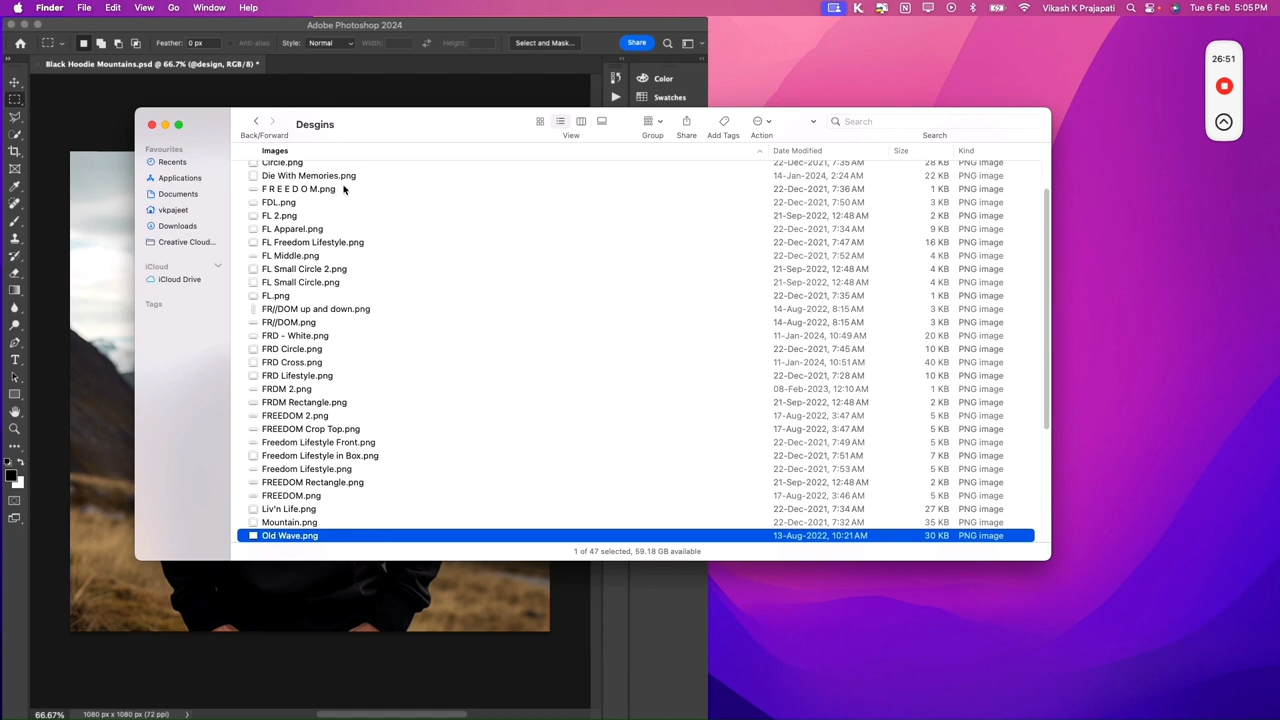 Finder File Edit View Go Window Help Vikash K Prajapati Tue 6 Feb 5:05 PM
Adobe Photoshop 2024
Feather: 0 px Anti-alias Style: Normal Width: Height: Select and Mask... Share
Black Hoodie Mountains.psd @ 66.7% (@design, RGB/8) *
26:51
Color
Swatches
Desgins
Back/Forward View Group Share Add Tags Action Search
Search
Favourites
Recents
Applications
Documents
vkpajeet
Downloads
Creative Cloud...
iCloud
iCloud Drive
Tags
Images Date Modified Size Kind
Circle.png 22-Dec-2021, 7:35 AM 28 KB PNG image
Die With Memories.png 14-Jan-2024, 2:24 AM 22 KB PNG image
F R E E D O M.png 22-Dec-2021, 7:36 AM 1 KB PNG image
FDL.png 22-Dec-2021, 7:50 AM 3 KB PNG image
FL 2.png 21-Sep-2022, 12:48 AM 2 KB PNG image
FL Apparel.png 22-Dec-2021, 7:34 AM 9 KB PNG image
FL Freedom Lifestyle.png 22-Dec-2021, 7:47 AM 16 KB PNG image
FL Middle.png 22-Dec-2021, 7:52 AM 4 KB PNG image
FL Small Circle 2.png 21-Sep-2022, 12:48 AM 4 KB PNG image
FL Small Circle.png 21-Sep-2022, 12:48 AM 4 KB PNG image
FL.png 22-Dec-2021, 7:35 AM 1 KB PNG image
FR//DOM up and down.png 14-Aug-2022, 8:15 AM 3 KB PNG image
FR//DOM.png 14-Aug-2022, 8:15 AM 3 KB PNG image
FRD - White.png 11-Jan-2024, 10:49 AM 20 KB PNG image
FRD Circle.png 22-Dec-2021, 7:45 AM 10 KB PNG image
FRD Cross.png 11-Jan-2024, 10:51 AM 40 KB PNG image
FRD Lifestyle.png 22-Dec-2021, 7:28 AM 10 KB PNG image
FRDM 2.png 08-Feb-2023, 12:10 AM 1 KB PNG image
FRDM Rectangle.png 21-Sep-2022, 12:48 AM 2 KB PNG image
FREEDOM 2.png 17-Aug-2022, 3:47 AM 5 KB PNG image
FREEDOM Crop Top.png 17-Aug-2022, 3:47 AM 5 KB PNG image
Freedom Lifestyle Front.png 22-Dec-2021, 7:49 AM 5 KB PNG image
Freedom Lifestyle in Box.png 22-Dec-2021, 7:51 AM 7 KB PNG image
Freedom Lifestyle.png 22-Dec-2021, 7:53 AM 5 KB PNG image
FREEDOM Rectangle.png 21-Sep-2022, 12:48 AM 2 KB PNG image
FREEDOM.png 17-Aug-2022, 3:46 AM 5 KB PNG image
Liv'n Life.png 22-Dec-2021, 7:34 AM 27 KB PNG image
Mountain.png 22-Dec-2021, 7:32 AM 35 KB PNG image
Old Wave.png 13-Aug-2022, 10:21 AM 30 KB PNG image
1 of 47 selected, 59.18 GB available
66.67% 1080 px x 1080 px (72 ppi)